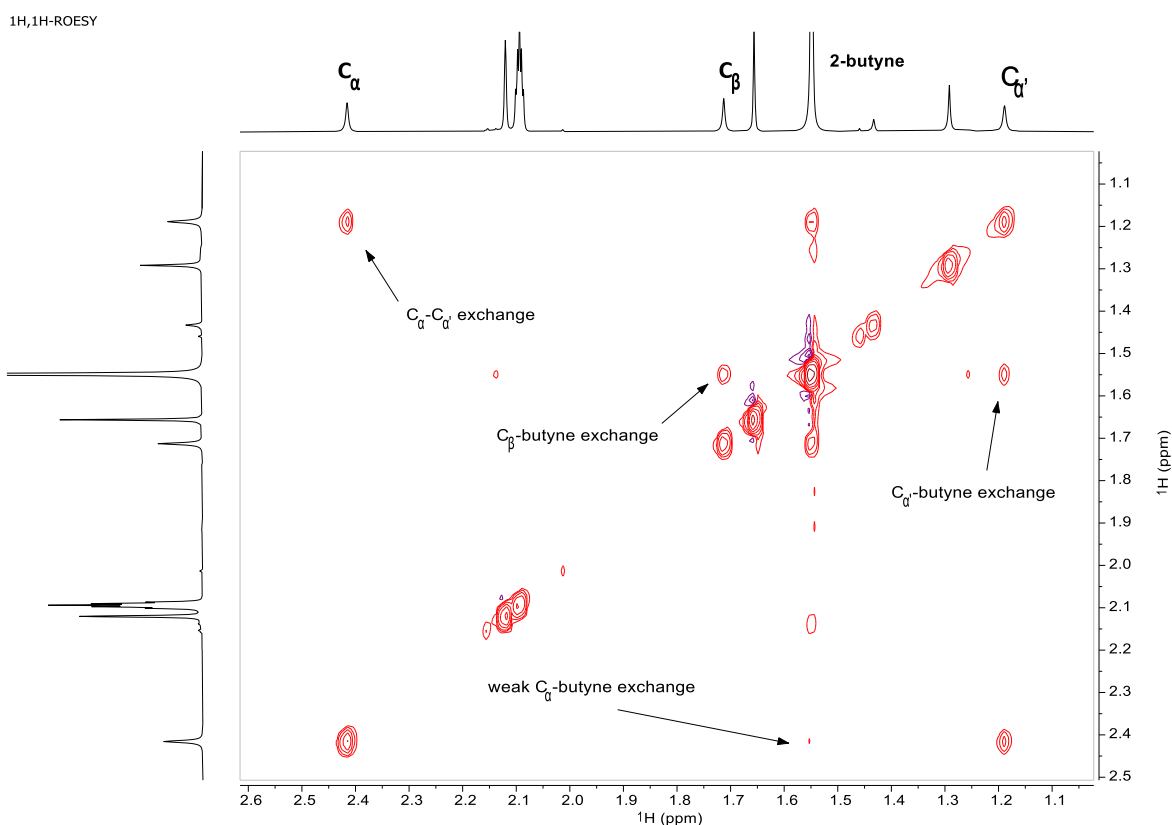 1H,1H-ROESY
Cα
Cβ
2-butyne
Cα'
Cα-Cα' exchange
Cβ-butyne exchange
Cα'-butyne exchange
weak Cα-butyne exchange
1.1
1.2
1.3
1.4
1.5
1.6
1.7
1.8
1.9
2.0
2.1
2.2
2.3
2.4
2.5
1H (ppm)
2.6 2.5 2.4 2.3 2.2 2.1 2.0 1.9 1.8 1.7 1.6 1.5 1.4 1.3 1.2 1.1
1H (ppm)